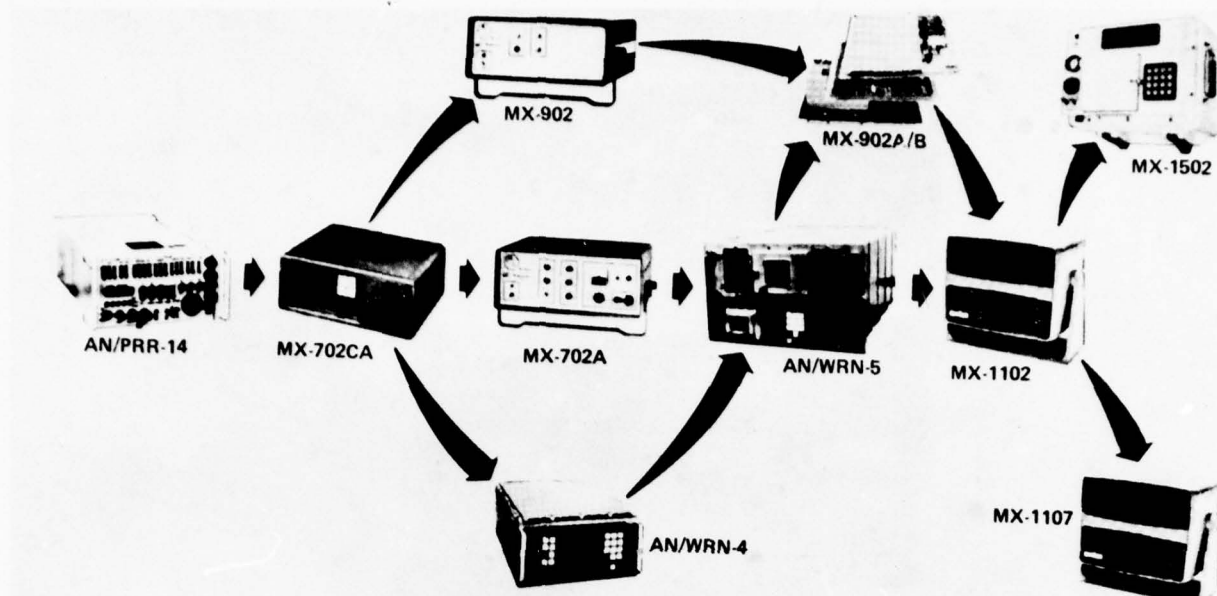 MX-902
MX-902A/B
MX-1502
AN/PRR-14
MX-702CA
MX-702A
AN/WRN-5
MX-1102
MX-1107
AN/WRN-4